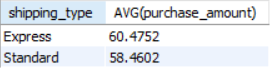 shipping_type AVG(purchase_amount)
Express 60.4752
Standard 58.4602